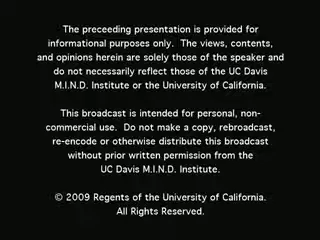 The preceeding presentation is provided for
informational purposes only.  The views, contents,
and opinions herein are solely those of the speaker and
do not necessarily reflect those of the UC Davis
M.I.N.D. Institute or the University of California.
This broadcast is intended for personal, non-
commercial use.  Do not make a copy, rebroadcast,
re-encode or otherwise distribute this broadcast
without prior written permission from the
UC Davis M.I.N.D. Institute.
© 2009 Regents of the University of California.
All Rights Reserved.